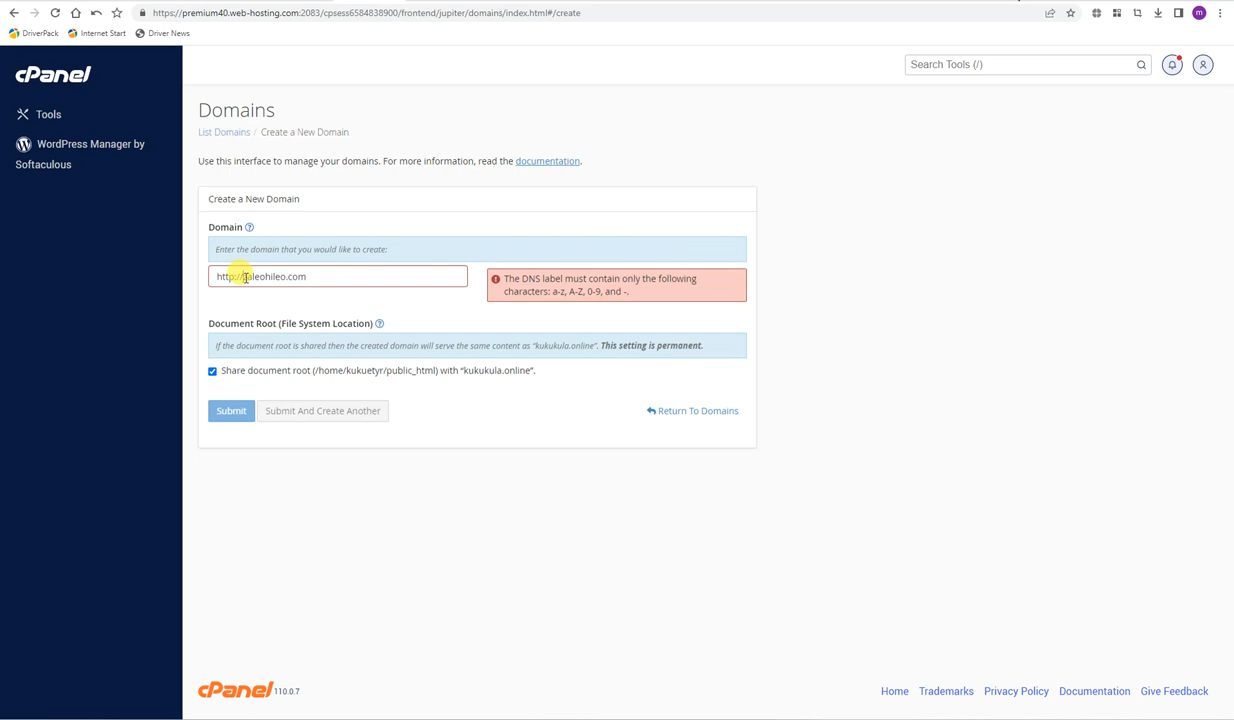 https://premium40.web-hosting.com:2083/cpsess6584838900/frontend/jupiter/domains/index.html#/create
m
DriverPack
Internet Start
Driver News
cPanel
Search Tools (/)
Tools
WordPress Manager by
Softaculous
Domains
List Domains / Create a New Domain
Use this interface to manage your domains. For more information, read the documentation.
Create a New Domain
Domain
Enter the domain that you would like to create:
The DNS label must contain only the following
characters: a-z, A-Z, 0-9, and -.
Document Root (File System Location)
If the document root is shared then the created domain will serve the same content as “kukukula.online”. This setting is permanent.
Share document root (/home/kukuetyr/public_html) with “kukukula.online”.
Submit
Submit And Create Another
Return To Domains
cPanel 110.0.7
Home
Trademarks
Privacy Policy
Documentation
Give Feedback